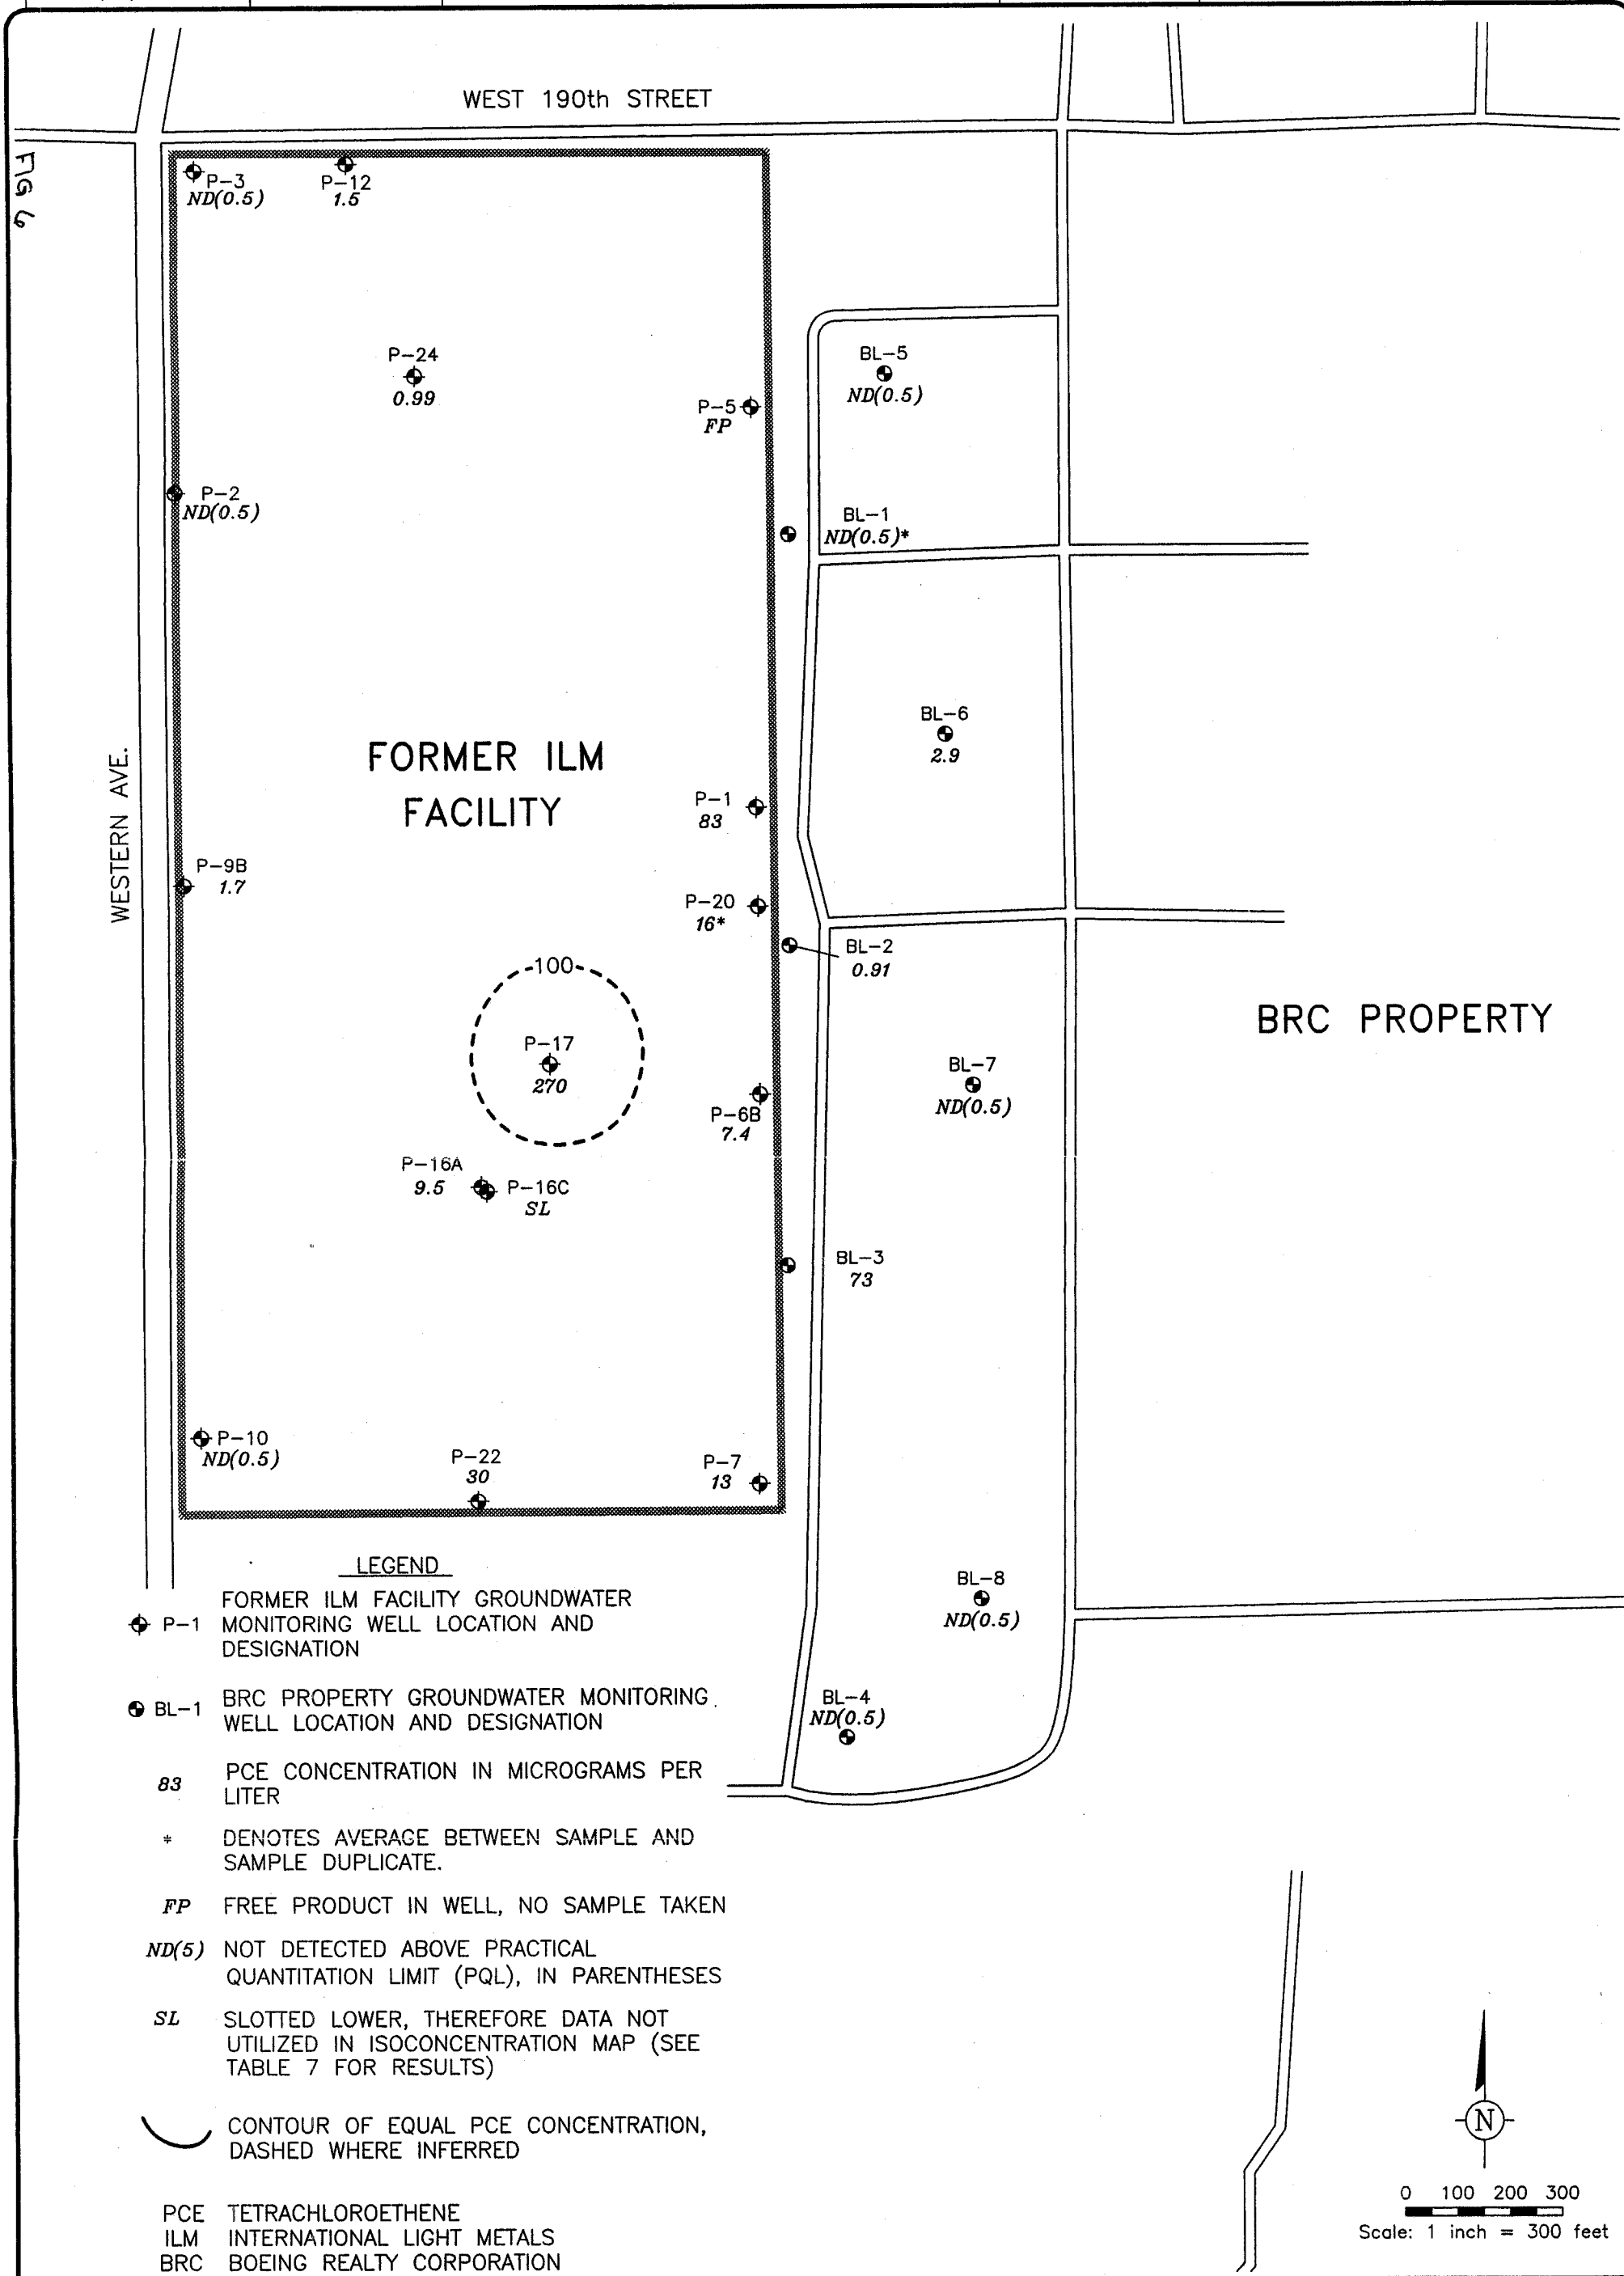 WEST 190th STREET
FIG 6
P-3
ND(0.5)
P-12
1.5
P-24
0.99
P-5
FP
BL-5
ND(0.5)
P-2
ND(0.5)
BL-1
ND(0.5)*
WESTERN AVE.
FORMER ILM
FACILITY
BL-6
2.9
P-1
83
P-9B
1.7
P-20
16*
BL-2
0.91
100
P-17
270
BRC PROPERTY
BL-7
ND(0.5)
P-6B
7.4
P-16A
9.5
P-16C
SL
BL-3
73
P-10
ND(0.5)
P-22
30
P-7
13
BL-8
ND(0.5)
BL-4
ND(0.5)
LEGEND
P-1 FORMER ILM FACILITY GROUNDWATER
MONITORING WELL LOCATION AND
DESIGNATION
BL-1 BRC PROPERTY GROUNDWATER MONITORING
WELL LOCATION AND DESIGNATION
83 PCE CONCENTRATION IN MICROGRAMS PER
LITER
* DENOTES AVERAGE BETWEEN SAMPLE AND
SAMPLE DUPLICATE.
FP FREE PRODUCT IN WELL, NO SAMPLE TAKEN
ND(5) NOT DETECTED ABOVE PRACTICAL
QUANTITATION LIMIT (PQL), IN PARENTHESES
SL SLOTTED LOWER, THEREFORE DATA NOT
UTILIZED IN ISOCONCENTRATION MAP (SEE
TABLE 7 FOR RESULTS)
CONTOUR OF EQUAL PCE CONCENTRATION,
DASHED WHERE INFERRED
PCE TETRACHLOROETHENE
ILM INTERNATIONAL LIGHT METALS
BRC BOEING REALTY CORPORATION
N
0 100 200 300
Scale: 1 inch = 300 feet